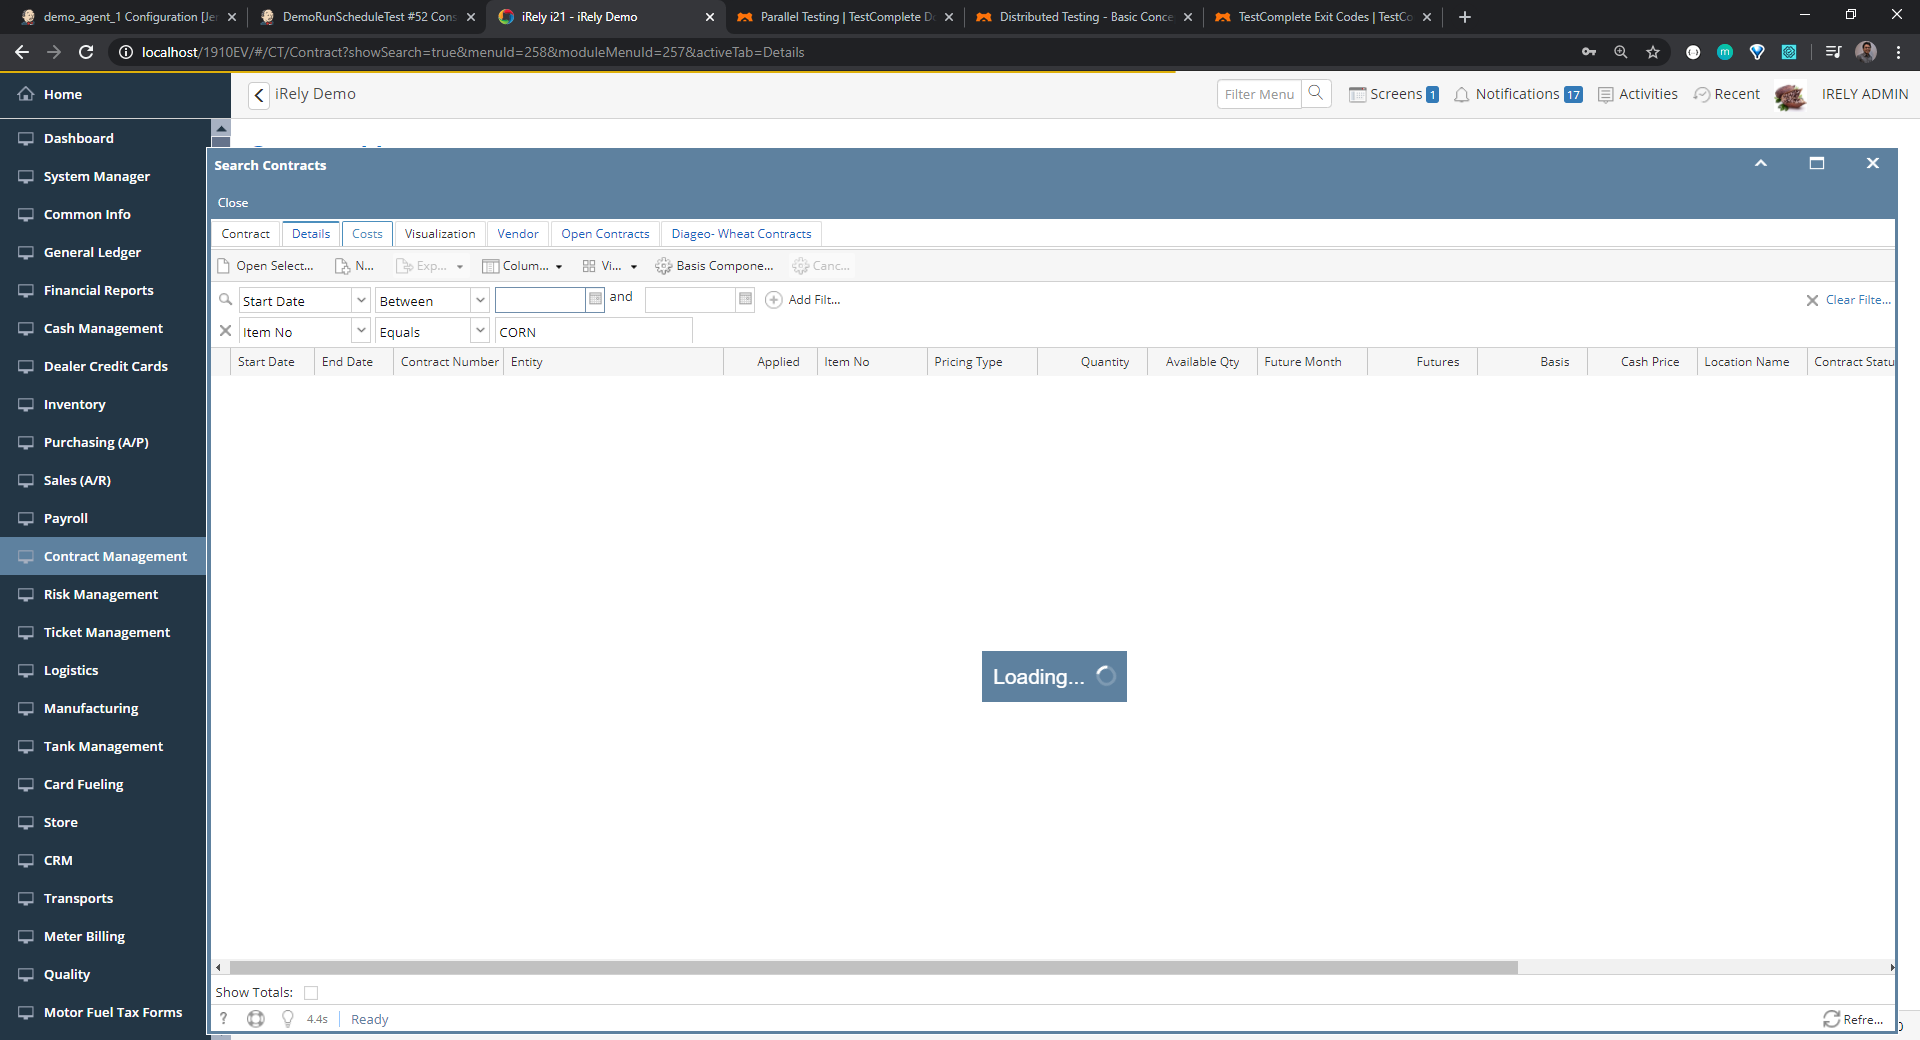 demo_agent_1 Configuration [Jer
DemoRunScheduleTest #52 Cons
iRely i21 - iRely Demo
Parallel Testing | TestComplete Do
Distributed Testing - Basic Conce
TestComplete Exit Codes | TestCo
localhost/1910EV/#/CT/Contract?showSearch=true&menuId=258&moduleMenuId=257&activeTab=Details
Home
iRely Demo
Filter Menu
Screens 1
Notifications 17
Activities
Recent
IRELY ADMIN
Dashboard
System Manager
Common Info
General Ledger
Financial Reports
Cash Management
Dealer Credit Cards
Inventory
Purchasing (A/P)
Sales (A/R)
Payroll
Contract Management
Risk Management
Ticket Management
Logistics
Manufacturing
Tank Management
Card Fueling
Store
CRM
Transports
Meter Billing
Quality
Motor Fuel Tax Forms
Search Contracts
Close
Contract Details Costs Visualization Vendor Open Contracts Diageo- Wheat Contracts
Open Select... N... Exp... Colum... Vi... Basis Compone... Canc...
Start Date Between and Add Filt... Clear Filte...
Item No Equals CORN
Start Date End Date Contract Number Entity Applied Item No Pricing Type Quantity Available Qty Future Month Futures Basis Cash Price Location Name Contract Statu
Loading...
Show Totals:
? 4.4s Ready Refre...